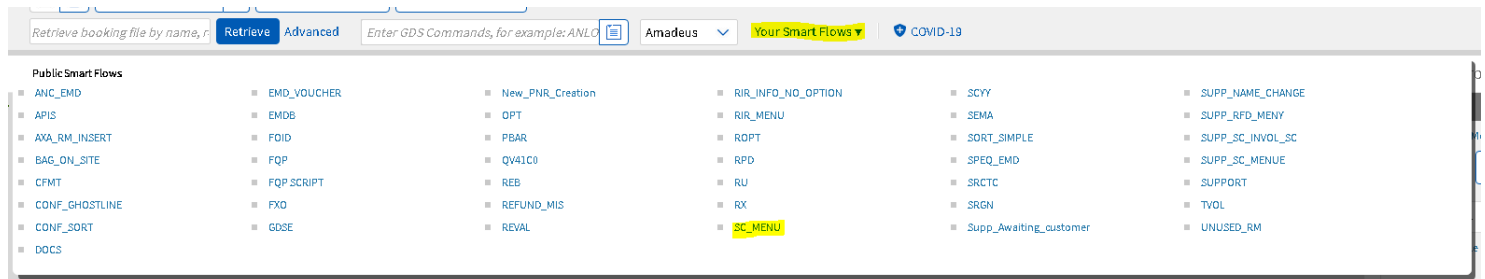 Retrieve booking file by name, r Retrieve Advanced Enter GDS Commands, for example: ANLO Amadeus Your Smart Flows ▼ COVID-19
Public Smart Flows
ANC_EMD EMD_VOUCHER New_PNR_Creation RIR_INFO_NO_OPTION SCYY SUPP_NAME_CHANGE
APIS EMDB OPT RIR_MENU SEMA SUPP_RFD_MENY
AXA_RM_INSERT FOID PBAR ROPT SORT_SIMPLE SUPP_SC_INVOL_SC
BAG_ON_SITE FQP QV41C0 RPD SPEQ_EMD SUPP_SC_MENUE
CFMT FQP SCRIPT REB RU SRCTC SUPPORT
CONF_GHOSTLINE FXO REFUND_MIS RX SRGN TVOL
CONF_SORT GDSE REVAL SC_MENU Supp_Awaiting_customer UNUSED_RM
DOCS